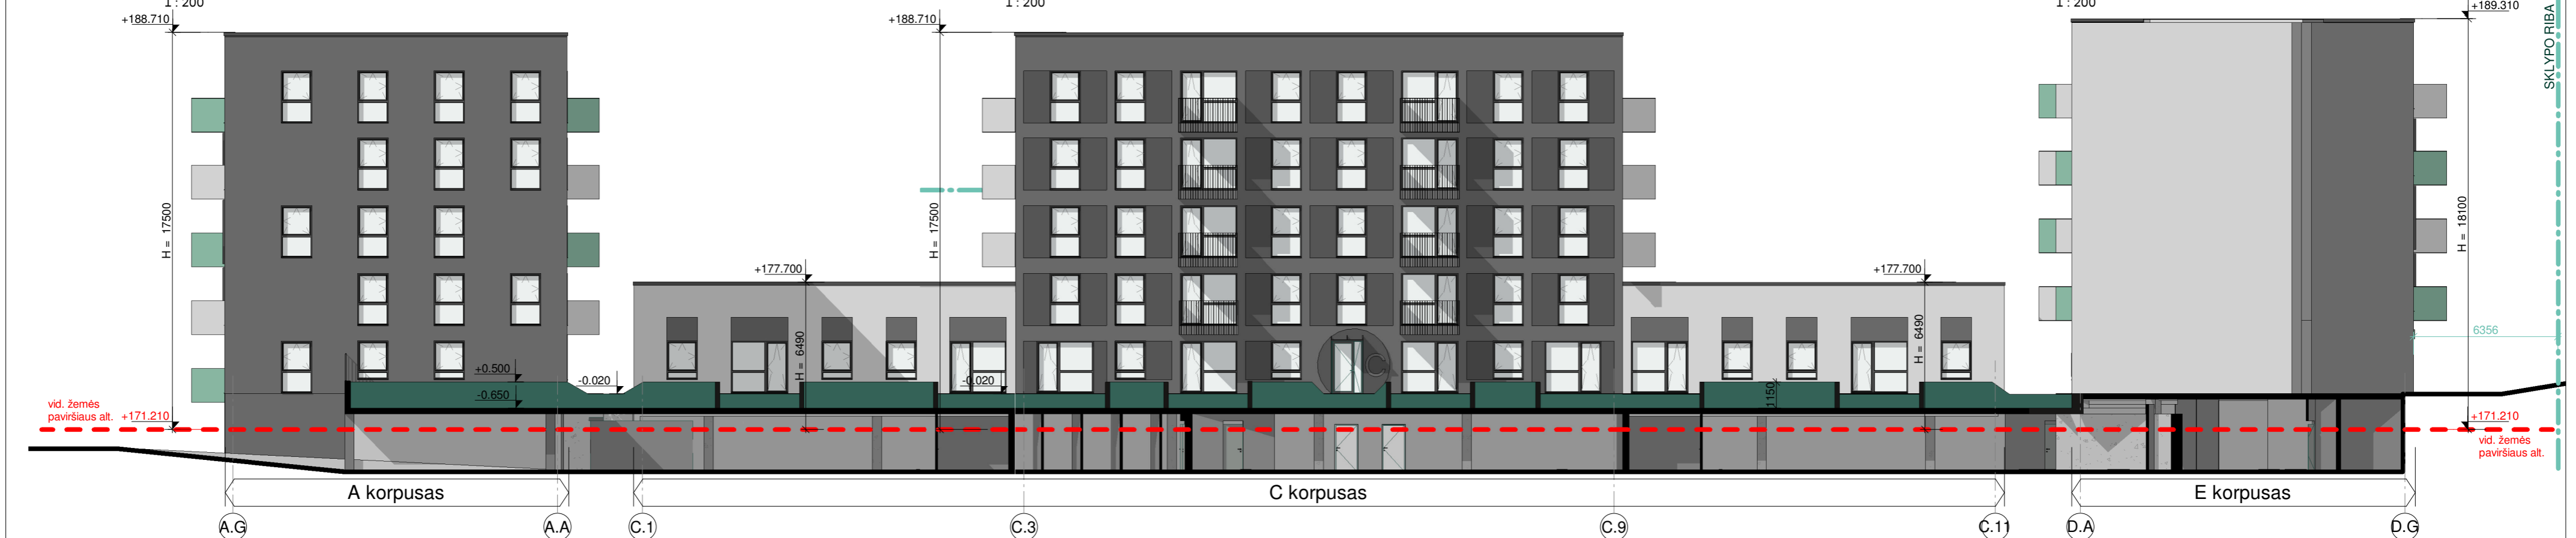 1 : 200
1 : 200
1 : 200
+188.710
+188.710
+189.310
SKLYPO RIBA
H = 17500
H = 17500
H = 18100
+177.700
+177.700
H = 6490
H = 6490
6356
+0.500
-0.020
-0.020
-0.650
1150
C
vid. žemės
paviršiaus alt.
+171.210
+171.210
vid. žemės
paviršiaus alt.
A korpusas
C korpusas
E korpusas
A.G
A.A
C.1
C.3
C.9
C.11
D.A
D.G